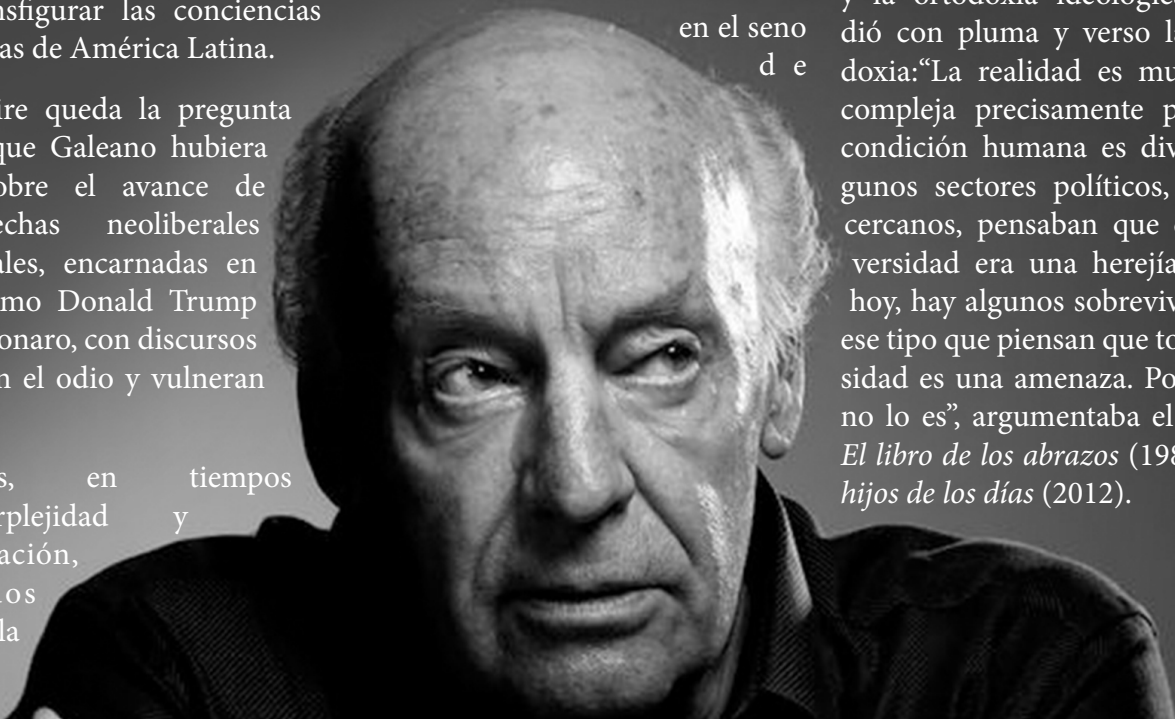 nsfigurar las conciencias
as de América Latina.
ire queda la pregunta
que Galeano hubiera
obre el avance de
echas neoliberales
ales, encarnadas en
omo Donald Trump
onaro, con discursos
n el odio y vulneran
s, en tiempos
rplejidad y
ación,
los
la
en el seno
d e
y la ortodoxia ideológic
dió con pluma y verso l
doxia:“La realidad es mu
compleja precisamente p
condición humana es div
gunos sectores políticos,
cercanos, pensaban que
versidad era una herejía
hoy, hay algunos sobreviv
ese tipo que piensan que to
sidad es una amenaza. Po
no lo es”, argumentaba el
El libro de los abrazos (198
hijos de los días (2012).